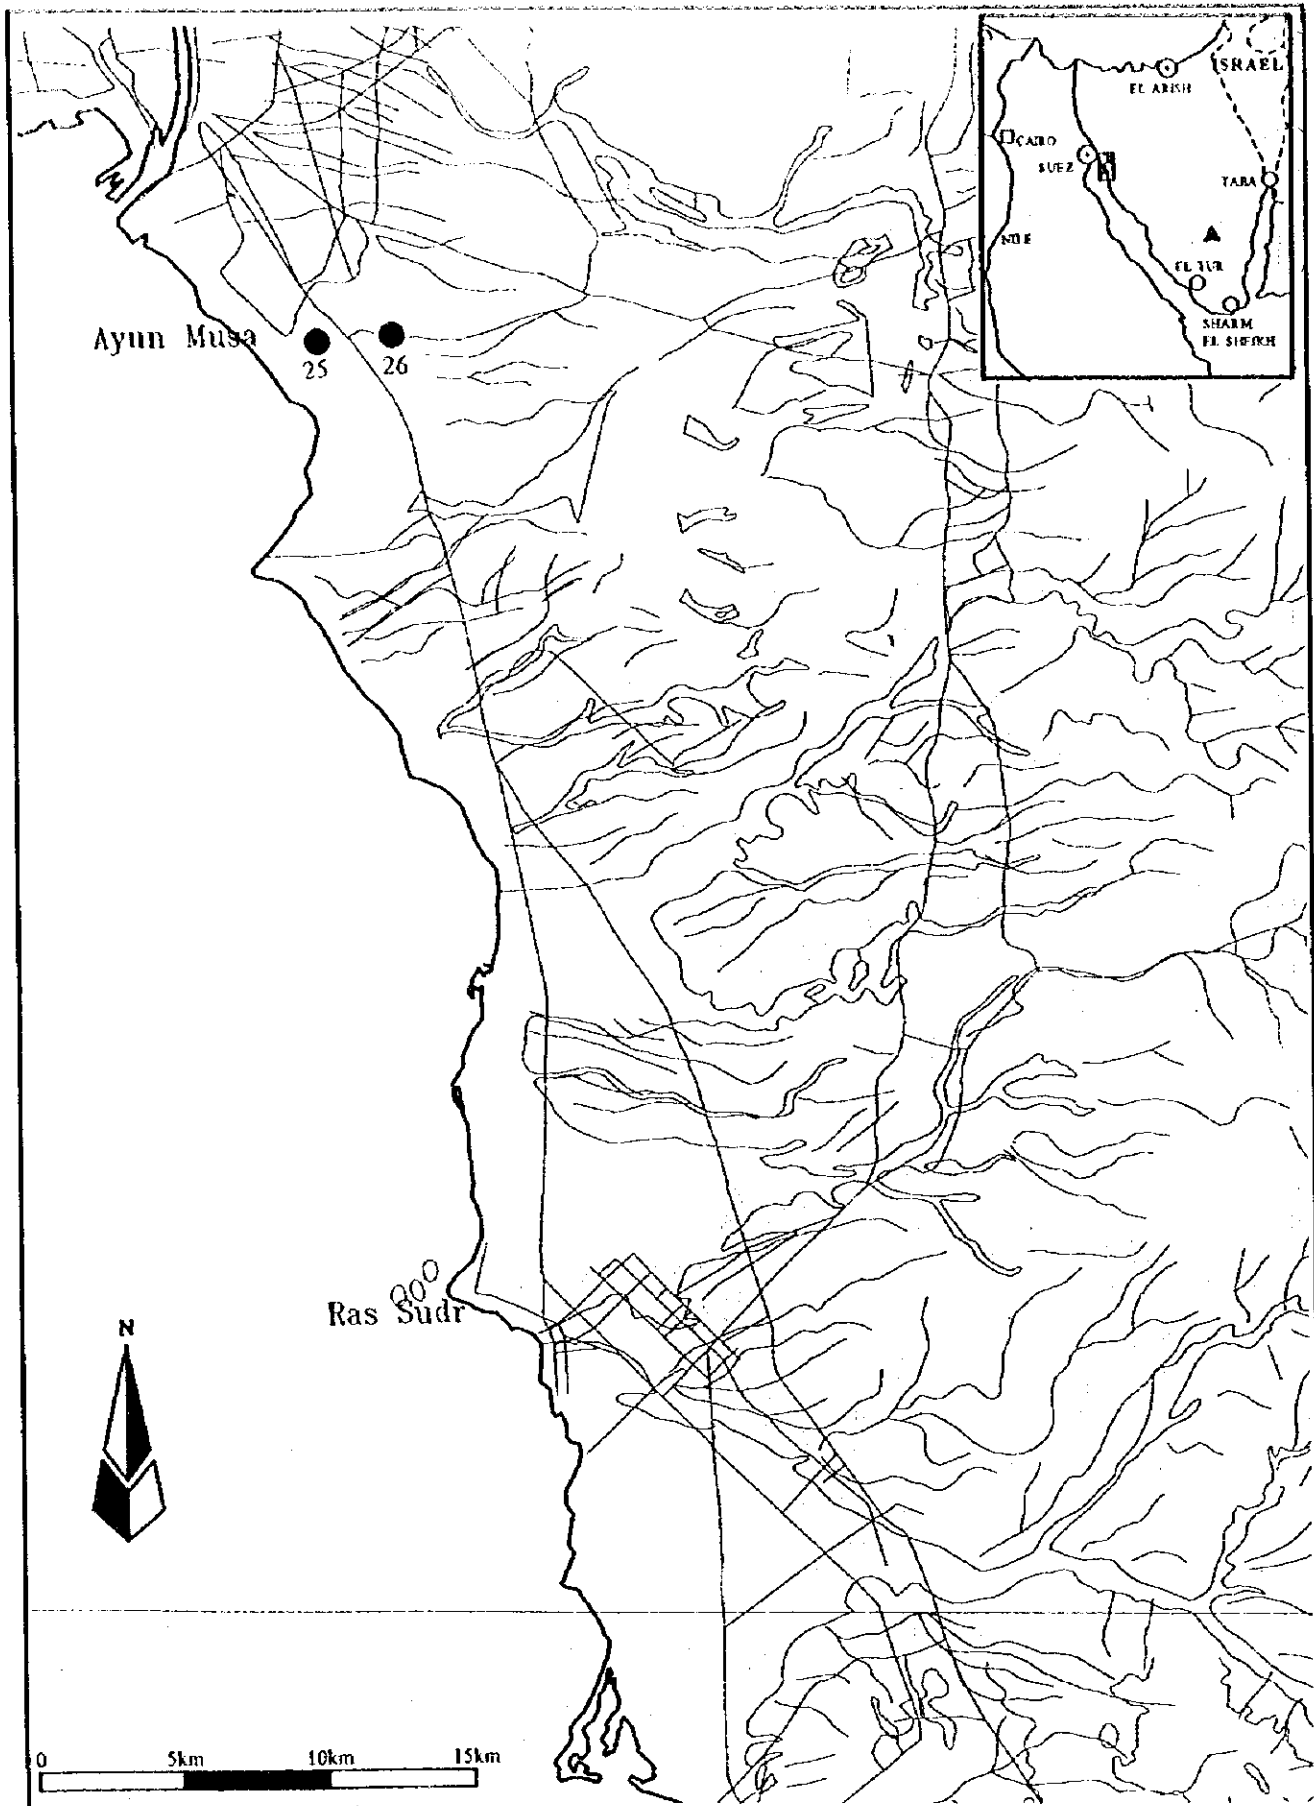 ISRAEL
EL ARISH
CAIRO
SUEZ
TABA
NILE
EL TUR
SHARM
EL SHEIKH
Ayun Musa
25
26
Ras Sudr
N
0
5km
10km
15km